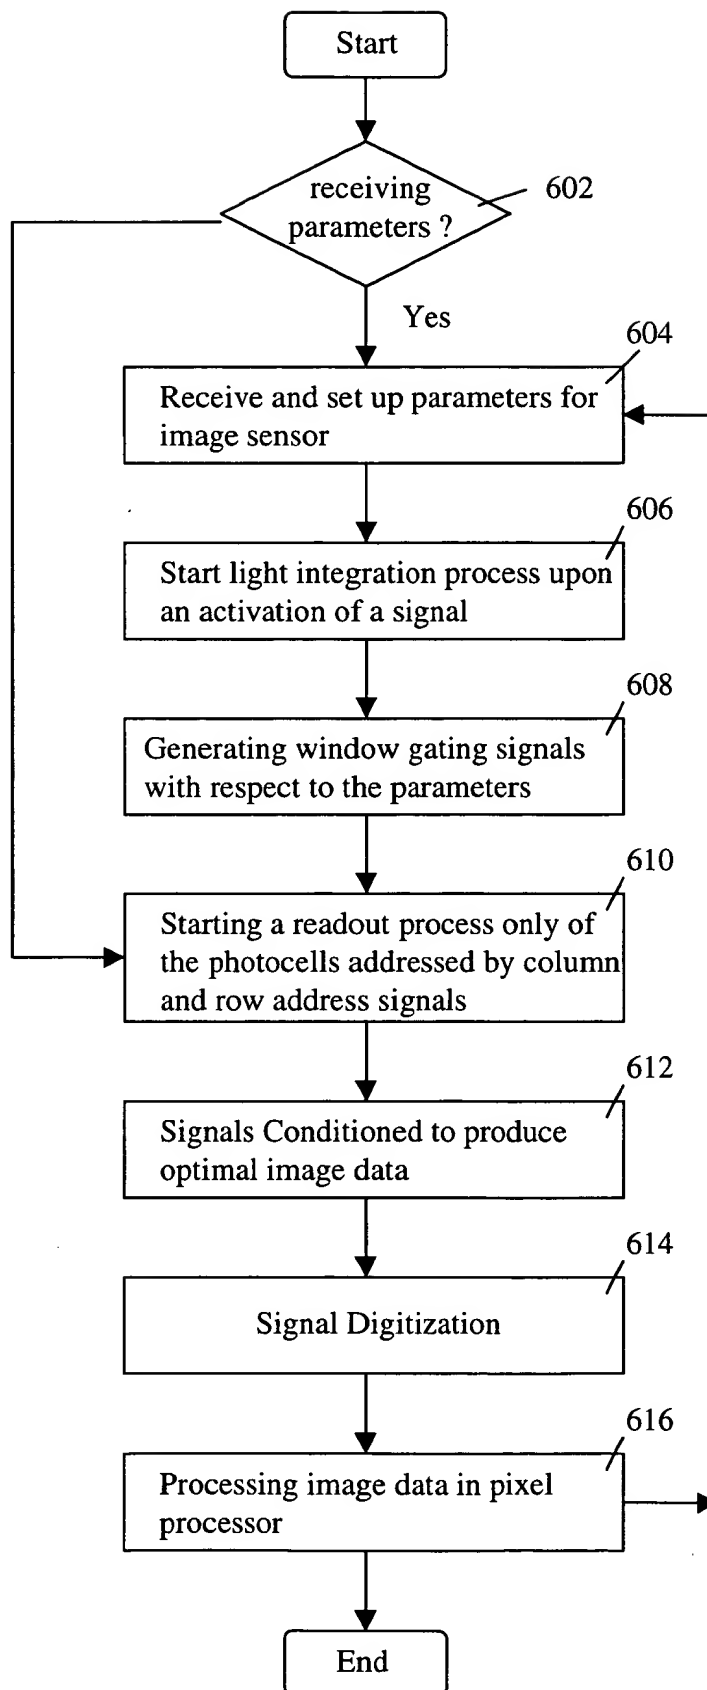 Start
receiving
parameters ?
602
Yes
604
Receive and set up parameters for
image sensor
606
Start light integration process upon
an activation of a signal
608
Generating window gating signals
with respect to the parameters
610
Starting a readout process only of
the photocells addressed by column
and row address signals
612
Signals Conditioned to produce
optimal image data
614
Signal Digitization
616
Processing image data in pixel
processor
End